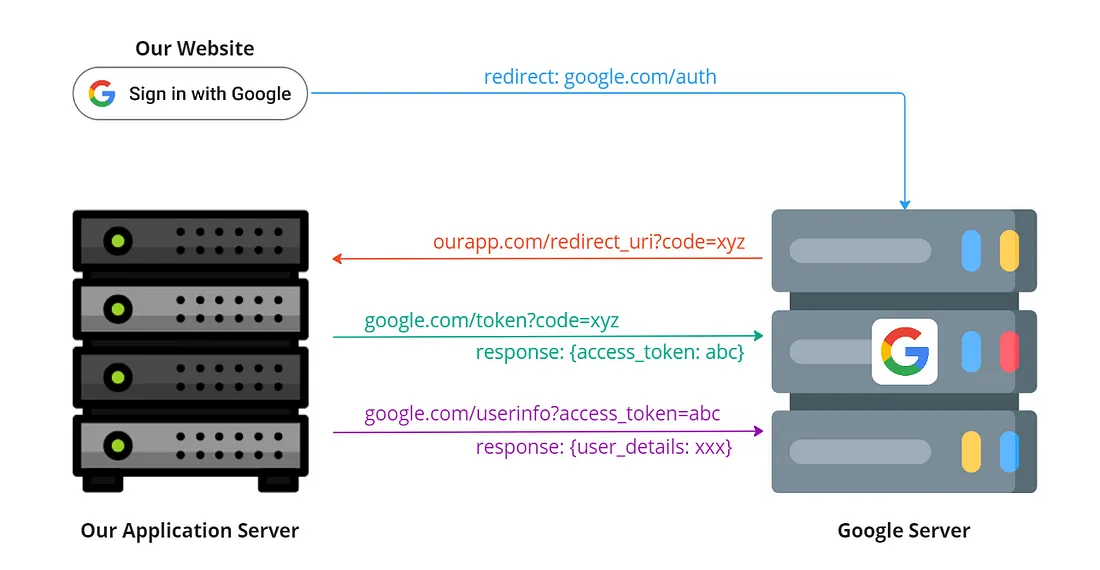 Our Website
Sign in with Google
redirect: google.com/auth
ourapp.com/redirect_uri?code=xyz
google.com/token?code=xyz
response: {access_token: abc}
google.com/userinfo?access_token=abc
response: {user_details: xxx}
Our Application Server
Google Server